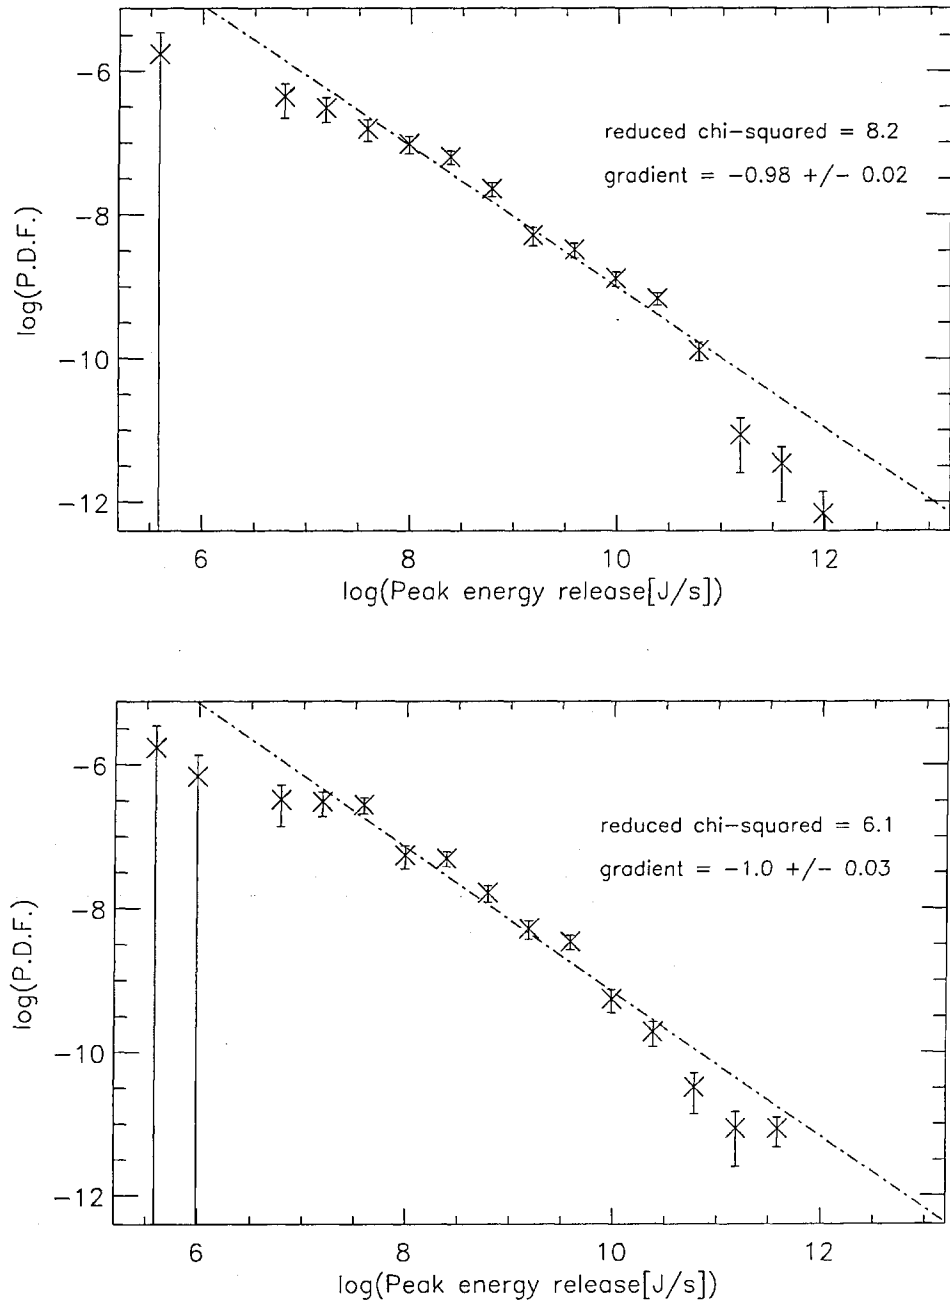 −6
−8
−10
−12
log(P.D.F.)
reduced chi−squared = 8.2
gradient = −0.98 +/− 0.02
6 8 10 12
log(Peak energy release[J/s])
−6
−8
−10
−12
log(P.D.F.)
reduced chi−squared = 6.1
gradient = −1.0 +/− 0.03
6 8 10 12
log(Peak energy release[J/s])